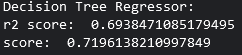 Decision Tree Regressor:
r2 score:  0.6938471085179495
score:  0.7196138210997849